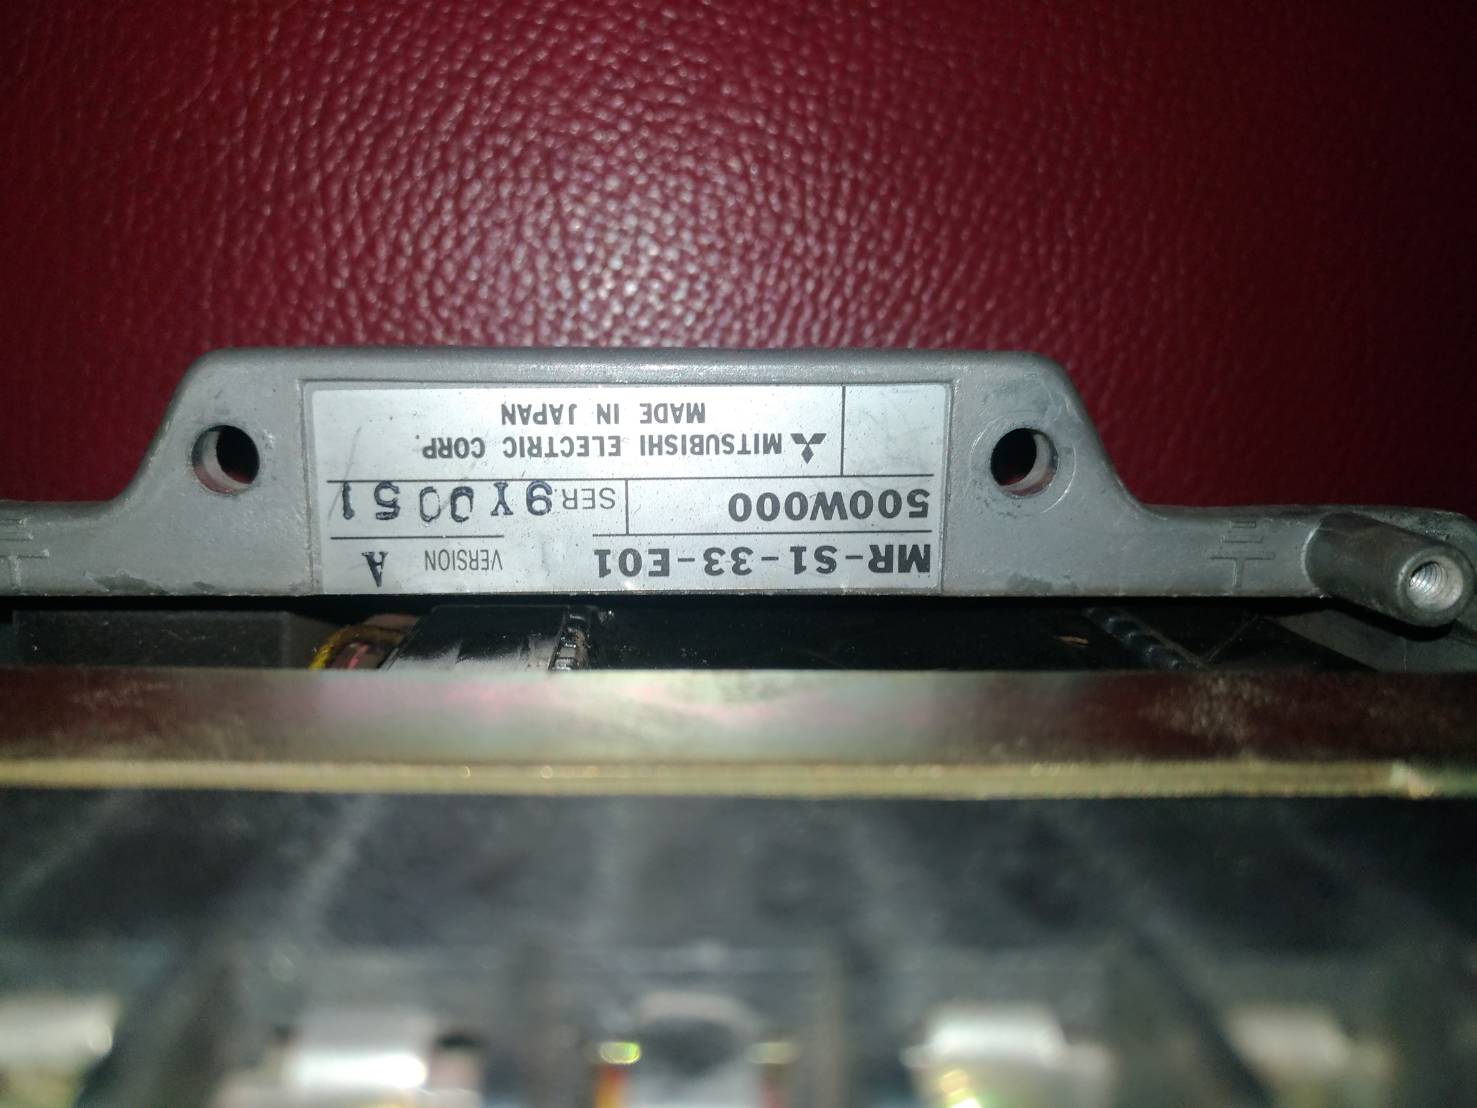 MR-S1-33-E01 VERSION A
500W000 SER.9Y0051
MITSUBISHI ELECTRIC CORP.
MADE IN JAPAN